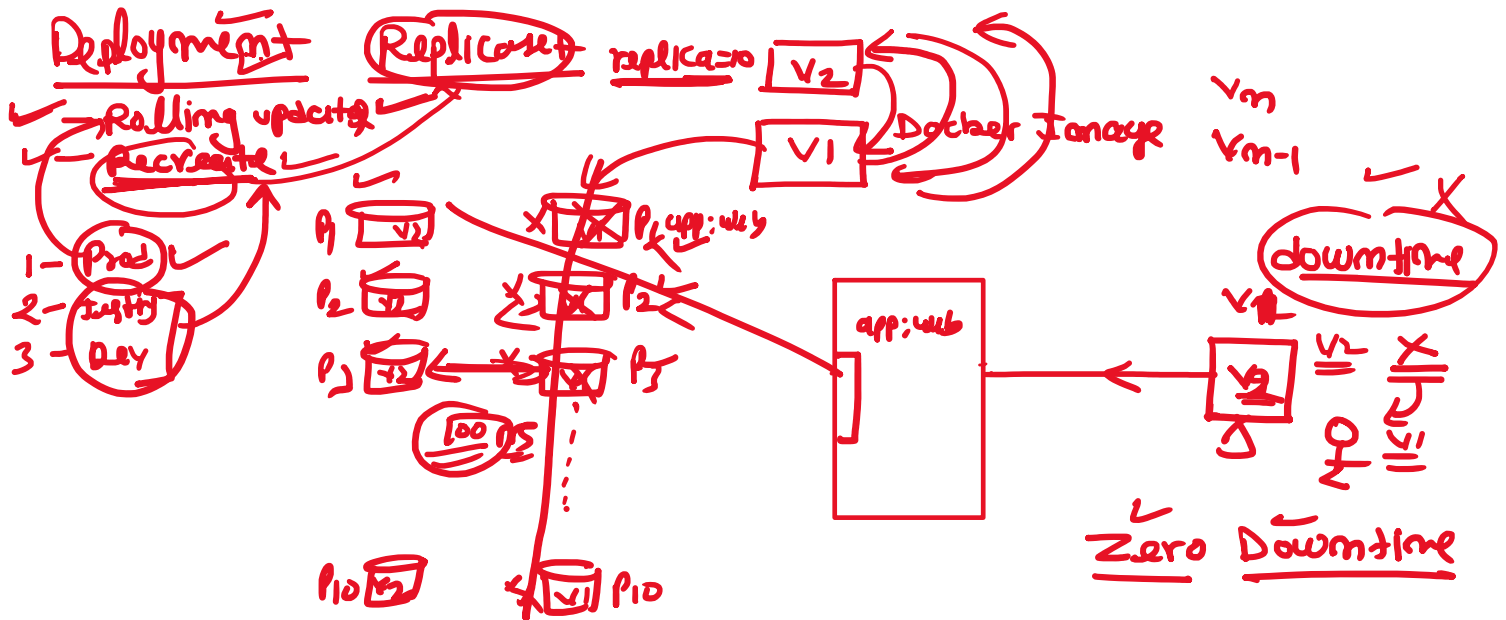 Deployment Replicaset replica=10 V2
→ Rolling update
V1 Docker Image
Vn
Vn-1
- Recreate
P1 V2 P1 app:web
1- Prod
downtime
P2 V2 P2
2-
3- Dev
app:web
P3 V2 P3
V2 V2 X
100 ms
V1
Zero Downtime
P10 V2 V1 P10